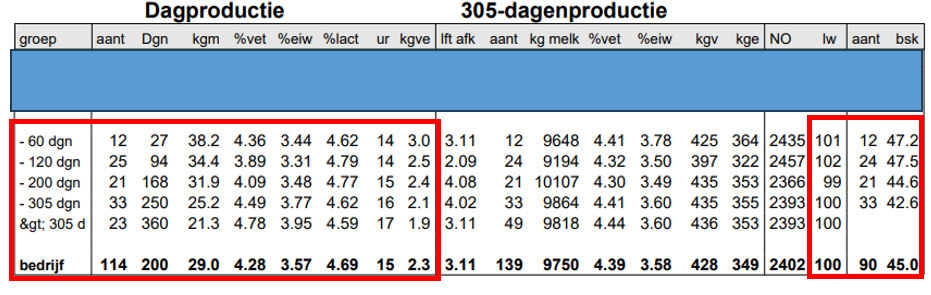 Dagproductie 305-dagenproductie
groep aant Dgn kgm %vet %eiw %lact ur kgve lft afk aant kg melk %vet %eiw kgv kge NO lw aant bsk
- 60 dgn 12 27 38.2 4.36 3.44 4.62 14 3.0 3.11 12 9648 4.41 3.78 425 364 2435 101 12 47.2
- 120 dgn 25 94 34.4 3.89 3.31 4.79 14 2.5 2.09 24 9194 4.32 3.50 397 322 2457 102 24 47.5
- 200 dgn 21 168 31.9 4.09 3.48 4.77 15 2.4 4.08 21 10107 4.30 3.49 435 353 2366 99 21 44.6
- 305 dgn 33 250 25.2 4.49 3.77 4.62 16 2.1 4.02 33 9864 4.41 3.60 435 355 2393 100 33 42.6
&gt; 305 d 23 360 21.3 4.78 3.95 4.59 17 1.9 3.11 49 9818 4.44 3.60 436 353 2393 100
bedrijf 114 200 29.0 4.28 3.57 4.69 15 2.3 3.11 139 9750 4.39 3.58 428 349 2402 100 90 45.0